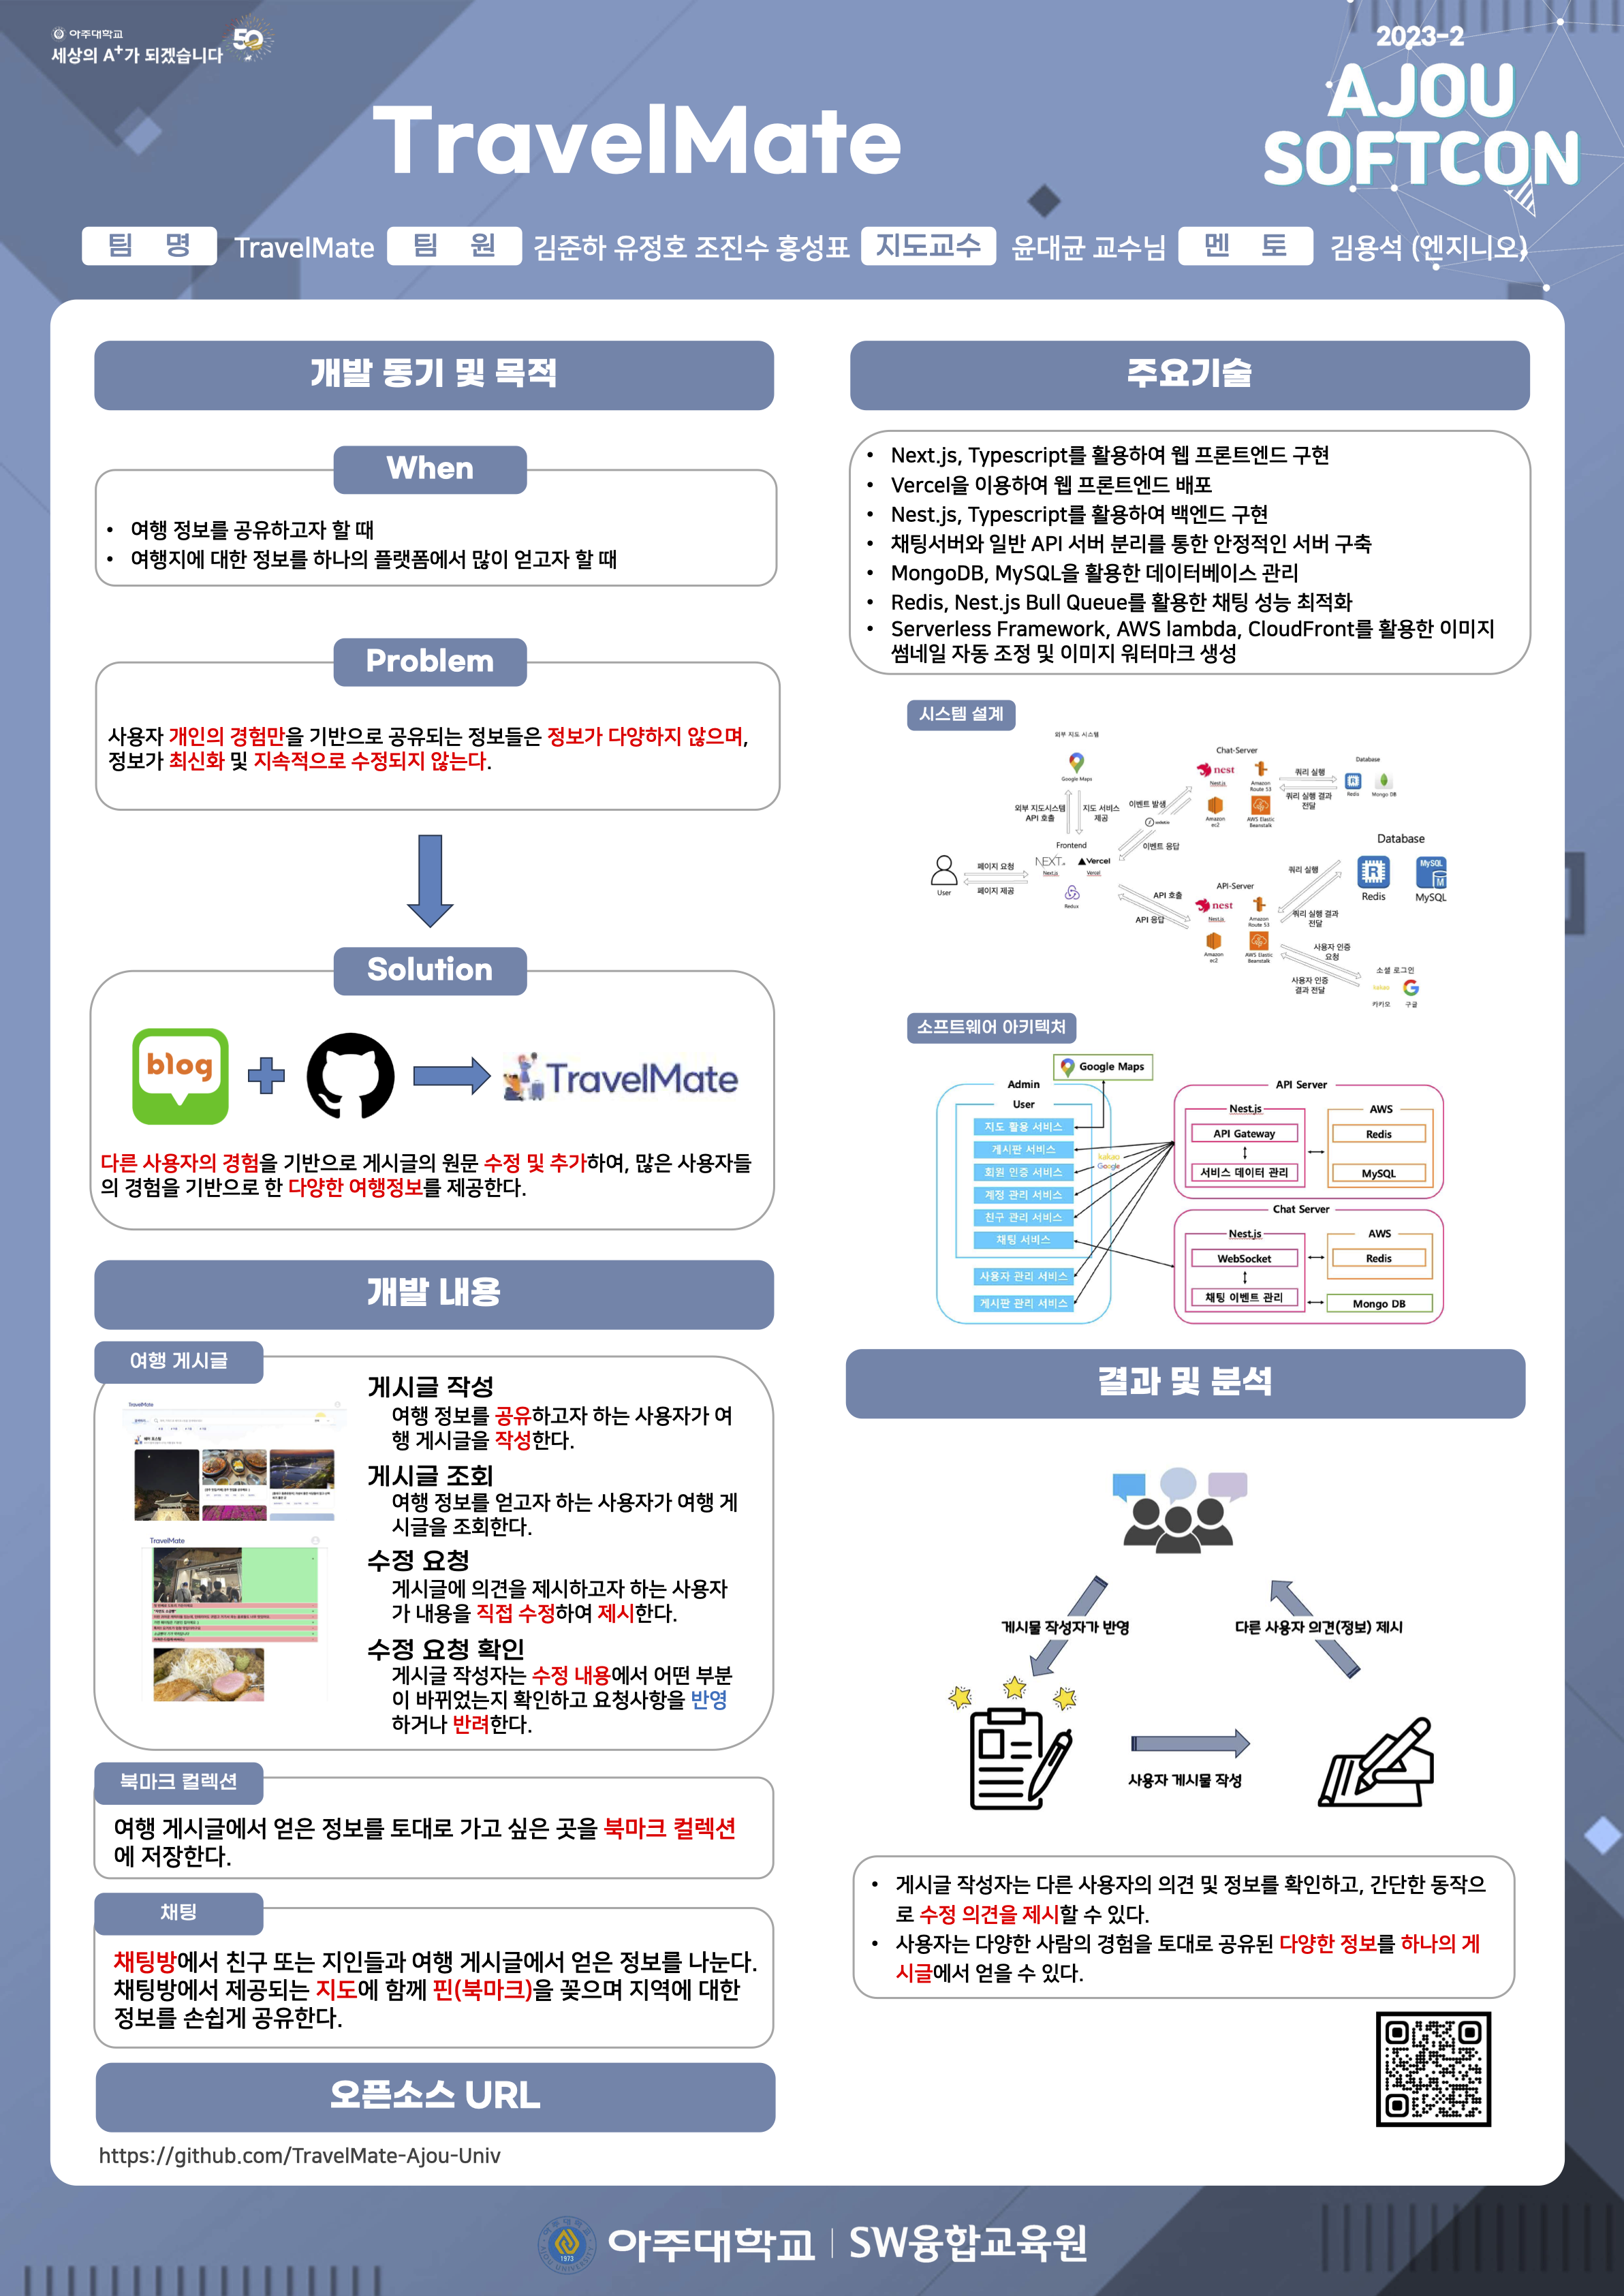 아주대학교
세상의 A⁺가 되겠습니다
50
2023-2
AJOU
SOFTCON
TravelMate
팀 명 TravelMate 팀 원 김준하 유정호 조진수 홍성표 지도교수 윤대균 교수님 멘 토 김용석 (엔지니오)
개발 동기 및 목적
When
• 여행 정보를 공유하고자 할 때
• 여행지에 대한 정보를 하나의 플랫폼에서 많이 얻고자 할 때
Problem
사용자 개인의 경험만을 기반으로 공유되는 정보들은 정보가 다양하지 않으며,
정보가 최신화 및 지속적으로 수정되지 않는다.
Solution
blog
TravelMate
다른 사용자의 경험을 기반으로 게시글의 원문 수정 및 추가하여, 많은 사용자들
의 경험을 기반으로 한 다양한 여행정보를 제공한다.
개발 내용
여행 게시글
TravelMate
TravelMate
게시글 작성
여행 정보를 공유하고자 하는 사용자가 여
행 게시글을 작성한다.
게시글 조회
여행 정보를 얻고자 하는 사용자가 여행 게
시글을 조회한다.
수정 요청
게시글에 의견을 제시하고자 하는 사용자
가 내용을 직접 수정하여 제시한다.
수정 요청 확인
게시글 작성자는 수정 내용에서 어떤 부분
이 바뀌었는지 확인하고 요청사항을 반영
하거나 반려한다.
북마크 컬렉션
여행 게시글에서 얻은 정보를 토대로 가고 싶은 곳을 북마크 컬렉션
에 저장한다.
채팅
채팅방에서 친구 또는 지인들과 여행 게시글에서 얻은 정보를 나눈다.
채팅방에서 제공되는 지도에 함께 핀(북마크)을 꽂으며 지역에 대한
정보를 손쉽게 공유한다.
오픈소스 URL
https://github.com/TravelMate-Ajou-Univ
주요기술
• Next.js, Typescript를 활용하여 웹 프론트엔드 구현
• Vercel을 이용하여 웹 프론트엔드 배포
• Nest.js, Typescript를 활용하여 백엔드 구현
• 채팅서버와 일반 API 서버 분리를 통한 안정적인 서버 구축
• MongoDB, MySQL을 활용한 데이터베이스 관리
• Redis, Nest.js Bull Queue를 활용한 채팅 성능 최적화
• Serverless Framework, AWS lambda, CloudFront를 활용한 이미지
썸네일 자동 조정 및 이미지 워터마크 생성
시스템 설계
외부 지도 시스템
Google Maps
외부 지도시스템
API 호출
지도 서비스
제공
이벤트 발생
이벤트 응답
Chat-Server
nest
Nest.js
Amazon
Route 53
Amazon
ec2
AWS Elastic
Beanstalk
쿼리 실행
쿼리 실행 결과
전달
Database
Redis
Mongo DB
User
페이지 요청
페이지 제공
Frontend
NEXT.js
Next.js
Vercel
Vercel
Redux
API 호출
API 응답
API-Server
nest
Nest.js
Amazon
Route 53
Amazon
ec2
AWS Elastic
Beanstalk
쿼리 실행
쿼리 실행 결과
전달
Database
Redis
MySQL
MySQL
사용자 인증
요청
사용자 인증
결과 전달
소셜 로그인
kakao
카카오
구글
소프트웨어 아키텍처
Google Maps
Admin
User
지도 활용 서비스
게시판 서비스
회원 인증 서비스
계정 관리 서비스
친구 관리 서비스
채팅 서비스
사용자 관리 서비스
게시판 관리 서비스
kakao
Google
API Server
Nest.js
API Gateway
서비스 데이터 관리
AWS
Redis
MySQL
Chat Server
Nest.js
WebSocket
채팅 이벤트 관리
AWS
Redis
Mongo DB
결과 및 분석
게시물 작성자가 반영
다른 사용자 의견(정보) 제시
사용자 게시물 작성
• 게시글 작성자는 다른 사용자의 의견 및 정보를 확인하고, 간단한 동작으
로 수정 의견을 제시할 수 있다.
• 사용자는 다양한 사람의 경험을 토대로 공유된 다양한 정보를 하나의 게
시글에서 얻을 수 있다.
1973
아주대학교 | SW융합교육원